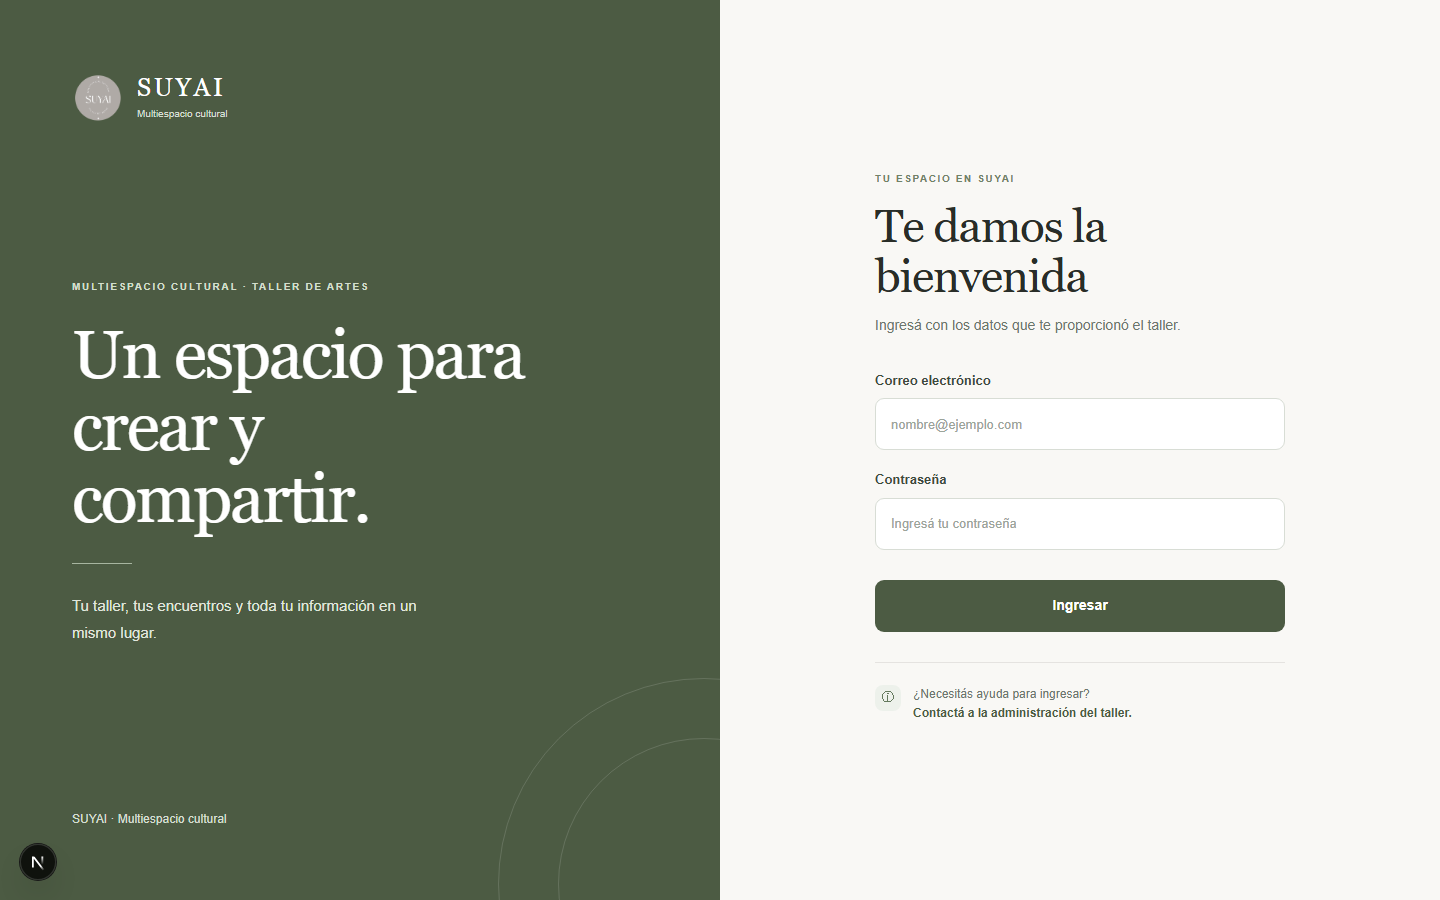 SUYAI
SUYAI
Multiespacio cultural
MULTIESPACIO CULTURAL · TALLER DE ARTES
Un espacio para
crear y
compartir.
Tu taller, tus encuentros y toda tu información en un
mismo lugar.
SUYAI · Multiespacio cultural
N
TU ESPACIO EN SUYAI
Te damos la
bienvenida
Ingresá con los datos que te proporcionó el taller.
Correo electrónico
nombre@ejemplo.com
Contraseña
Ingresá tu contraseña
Ingresar
¿Necesitás ayuda para ingresar?
Contactá a la administración del taller.